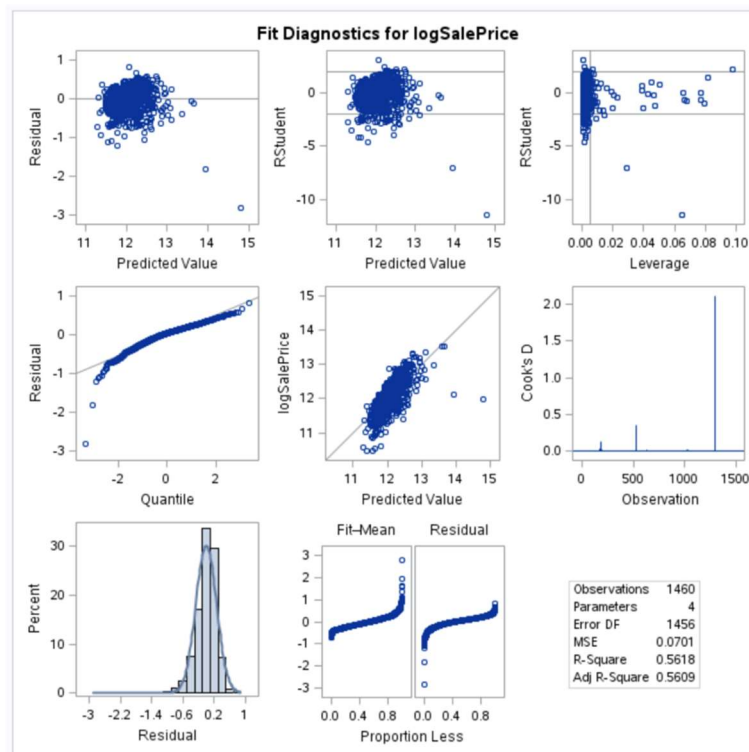 Fit Diagnostics for logSalePrice
1
0
-1
-2
-3
Residual
11 12 13 14 15
Predicted Value
0
-5
-10
RStudent
11 12 13 14 15
Predicted Value
0
-5
-10
RStudent
0.00 0.02 0.04 0.06 0.08 0.10
Leverage
1
0
-1
-2
-3
Residual
-2 0 2
Quantile
15
14
13
12
11
logSalePrice
11 12 13 14 15
Predicted Value
2.0
1.5
1.0
0.5
0.0
Cook's D
0 500 1000 1500
Observation
30
20
10
0
Percent
-3 -2.2 -1.4 -0.6 0.2 1
Residual
Fit–Mean Residual
3
2
1
0
-1
-2
-3
0.0 0.4 0.8 0.0 0.4 0.8
Proportion Less
Observations 1460
Parameters 4
Error DF 1456
MSE 0.0701
R-Square 0.5618
Adj R-Square 0.5609